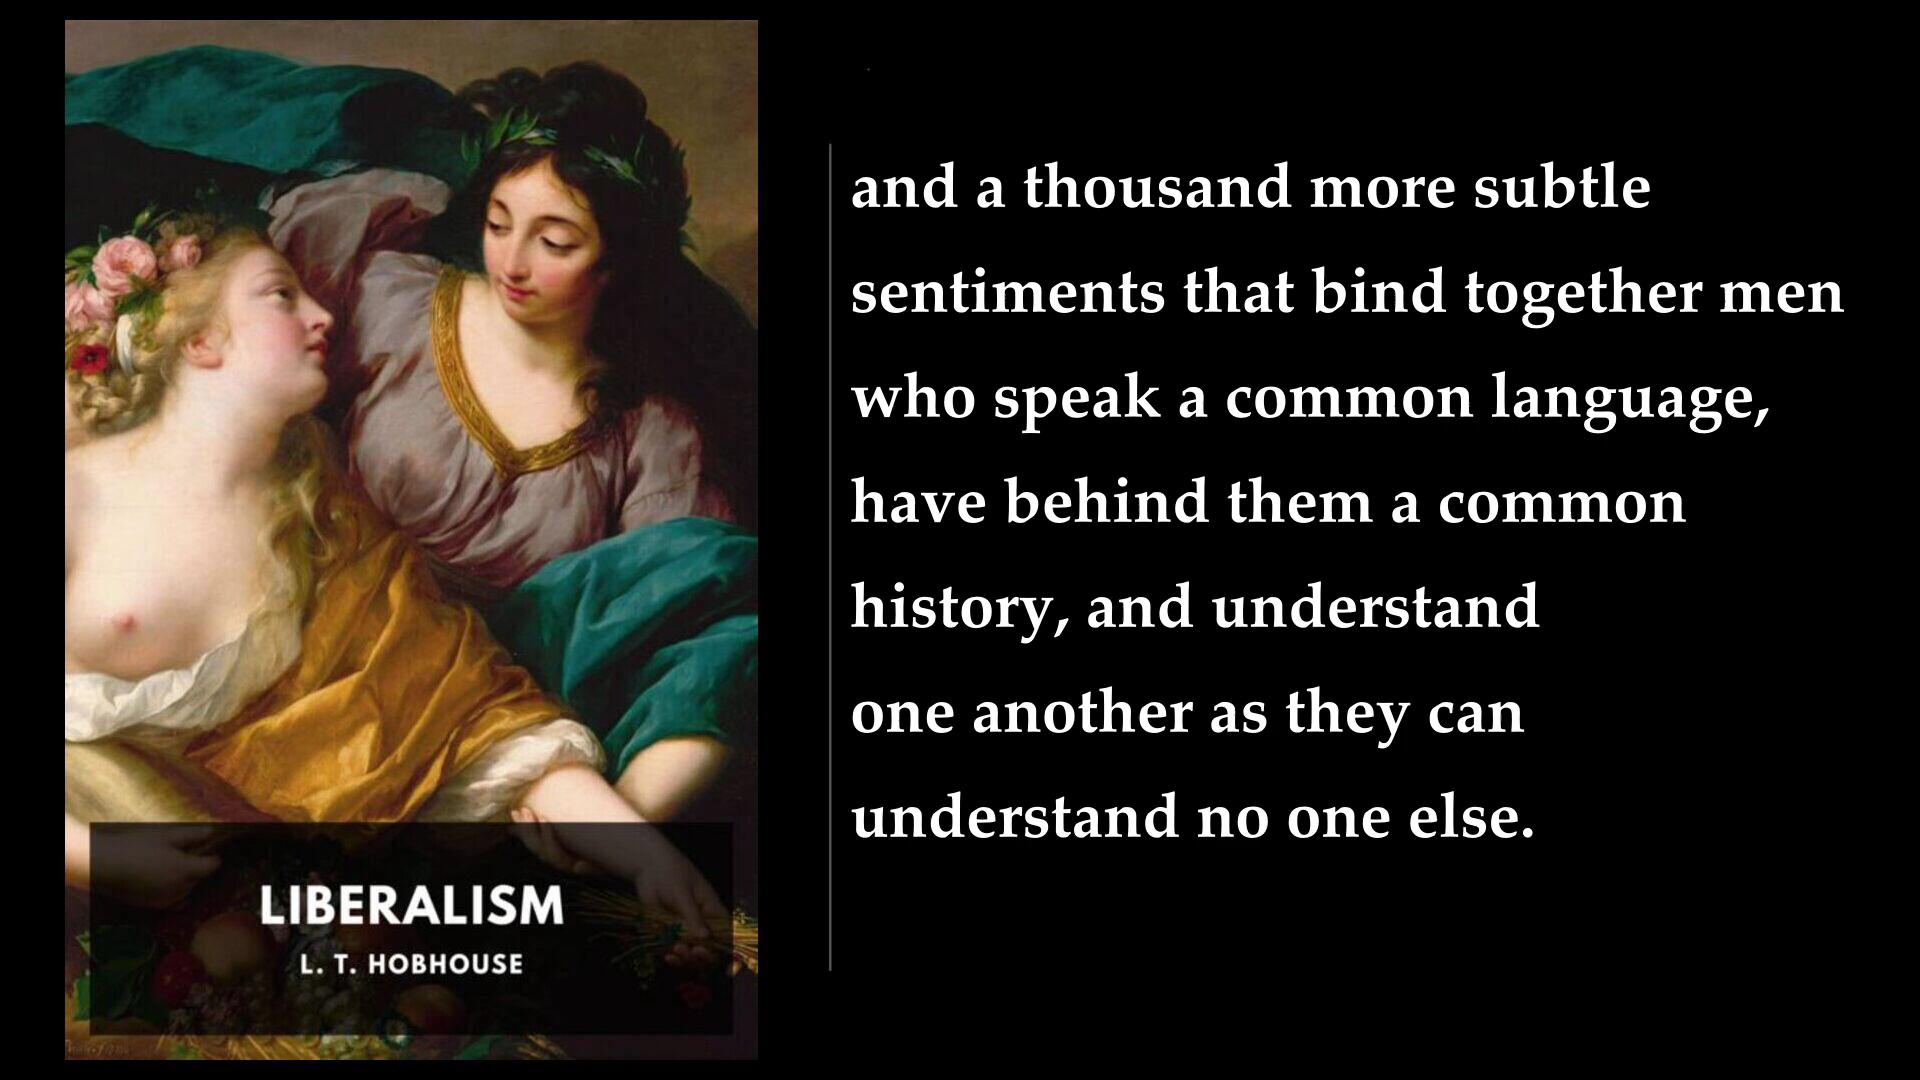 and a thousand more subtle
sentiments that bind together men
who speak a common language,
have behind them a common
history, and understand
one another as they can
understand no one else.
LIBERALISM
L. T. HOBHOUSE